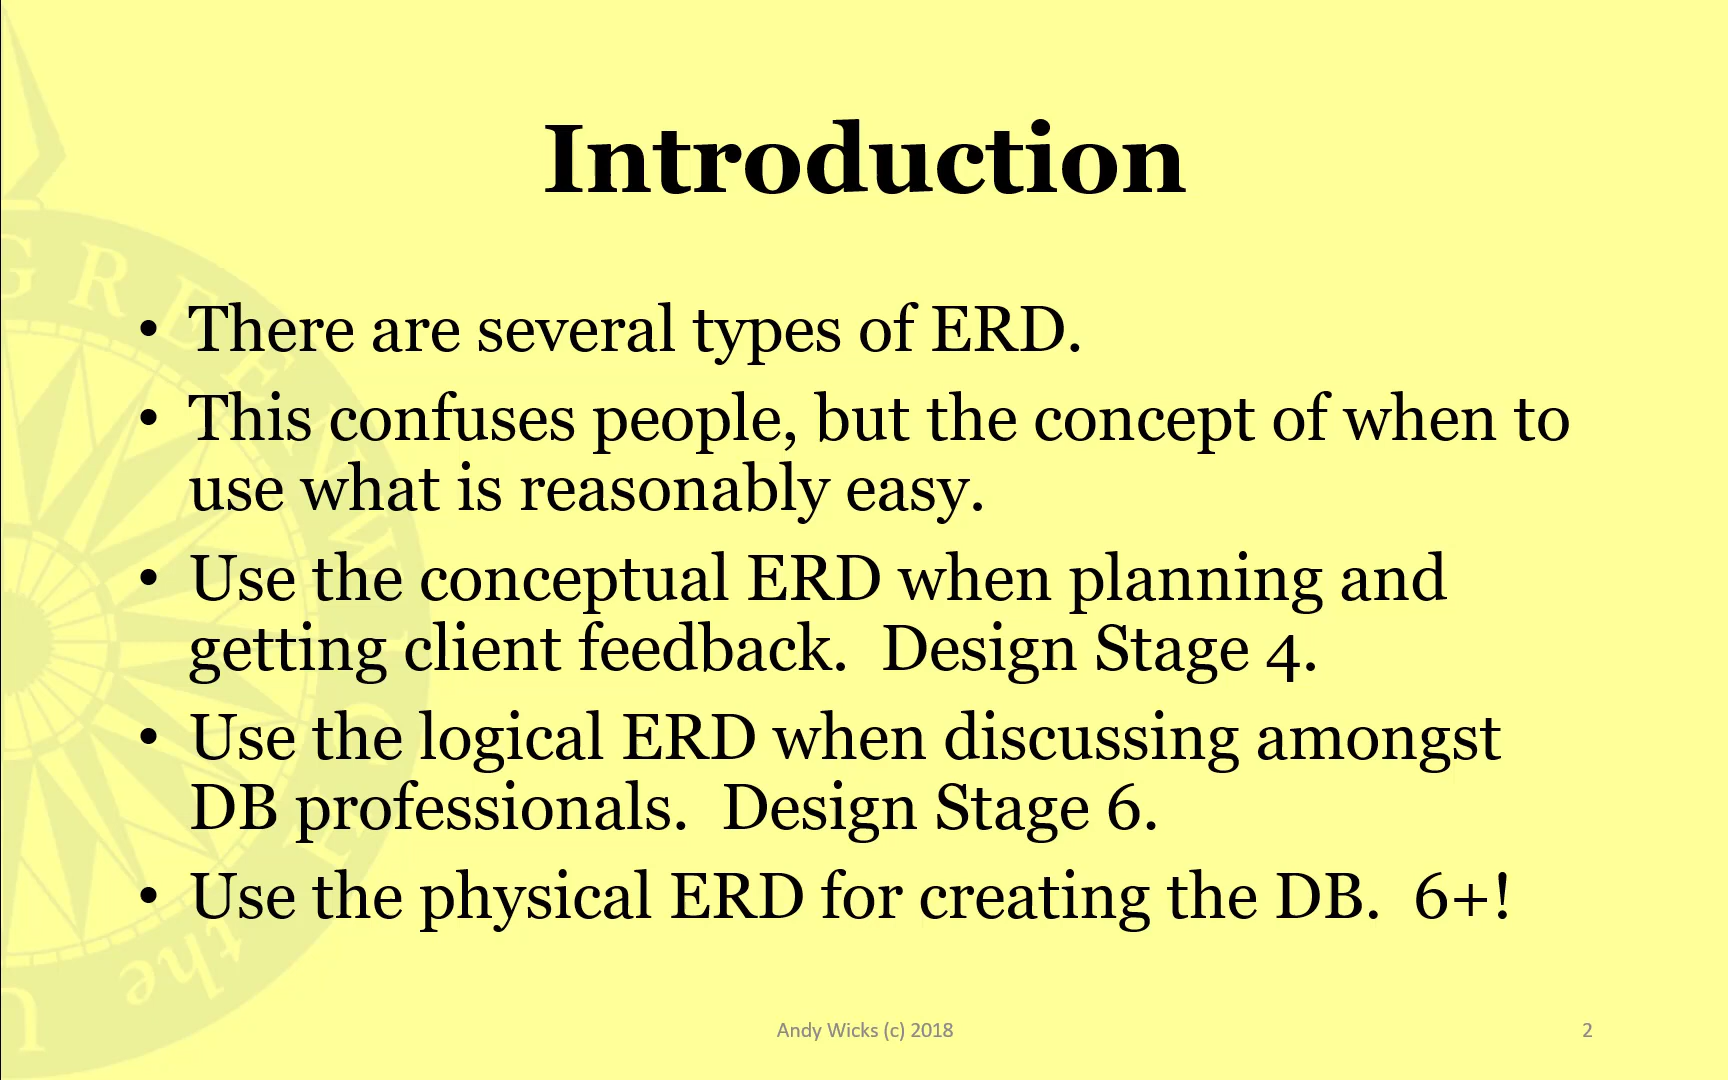 Introduction
• There are several types of ERD.
• This confuses people, but the concept of when to
use what is reasonably easy.
• Use the conceptual ERD when planning and
getting client feedback.  Design Stage 4.
• Use the logical ERD when discussing amongst
DB professionals.  Design Stage 6.
• Use the physical ERD for creating the DB.  6+!
Andy Wicks (c) 2018
2
GREENWICH
the
U